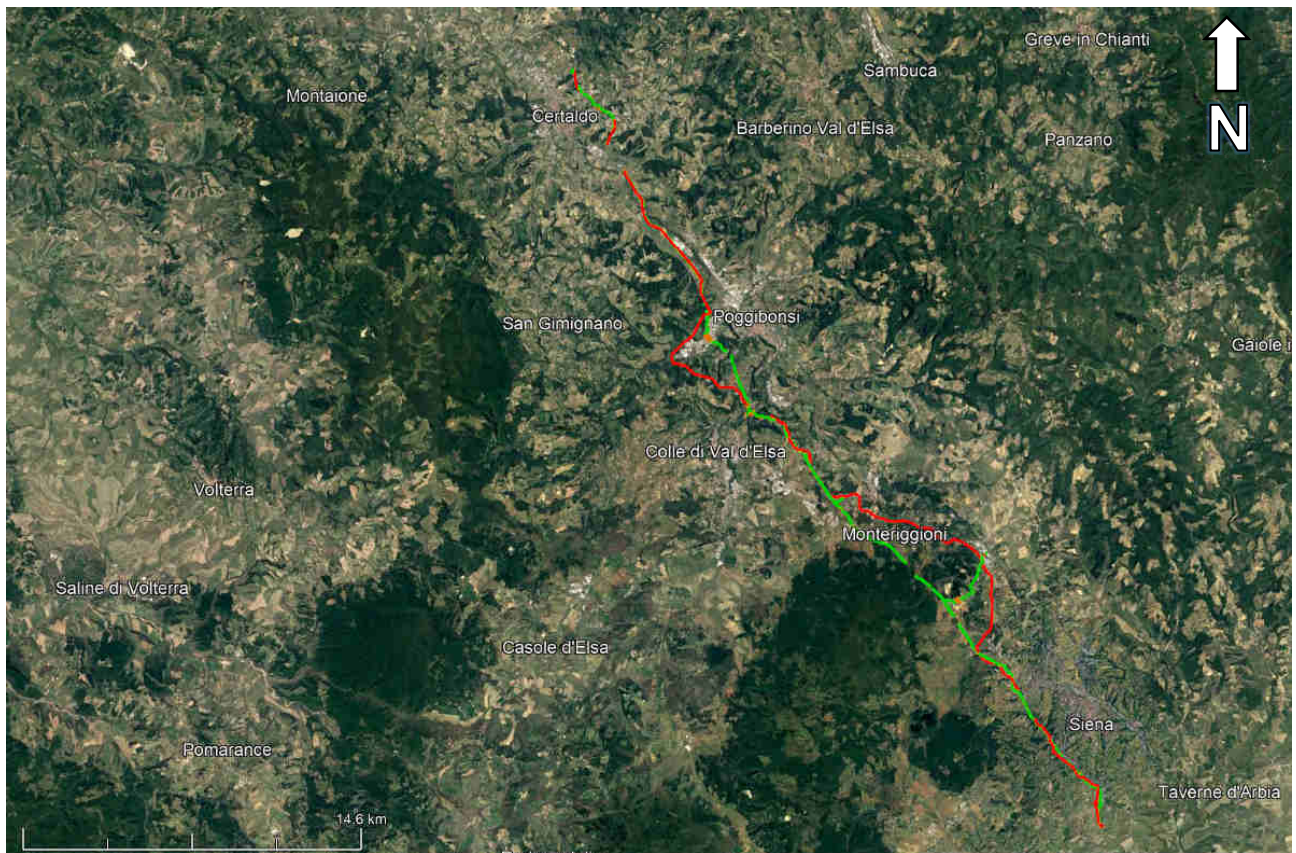 Greve in Chianti
Sambuca
Montaione
Certaldo
Barberino Val d'Elsa
Panzano
N
San Gimignano
Poggibonsi
Gaiole i
Colle di Val d'Elsa
Volterra
Monteriggioni
Saline di Volterra
Casole d'Elsa
Siena
Pomarance
Taverne d'Arbia
14.6 km